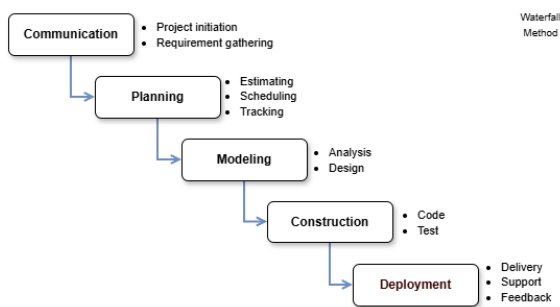 Communication
• Project initiation
• Requirement gathering
Waterfall
Method
Planning
• Estimating
• Scheduling
• Tracking
Modeling
• Analysis
• Design
Construction
• Code
• Test
Deployment
• Delivery
• Support
• Feedback